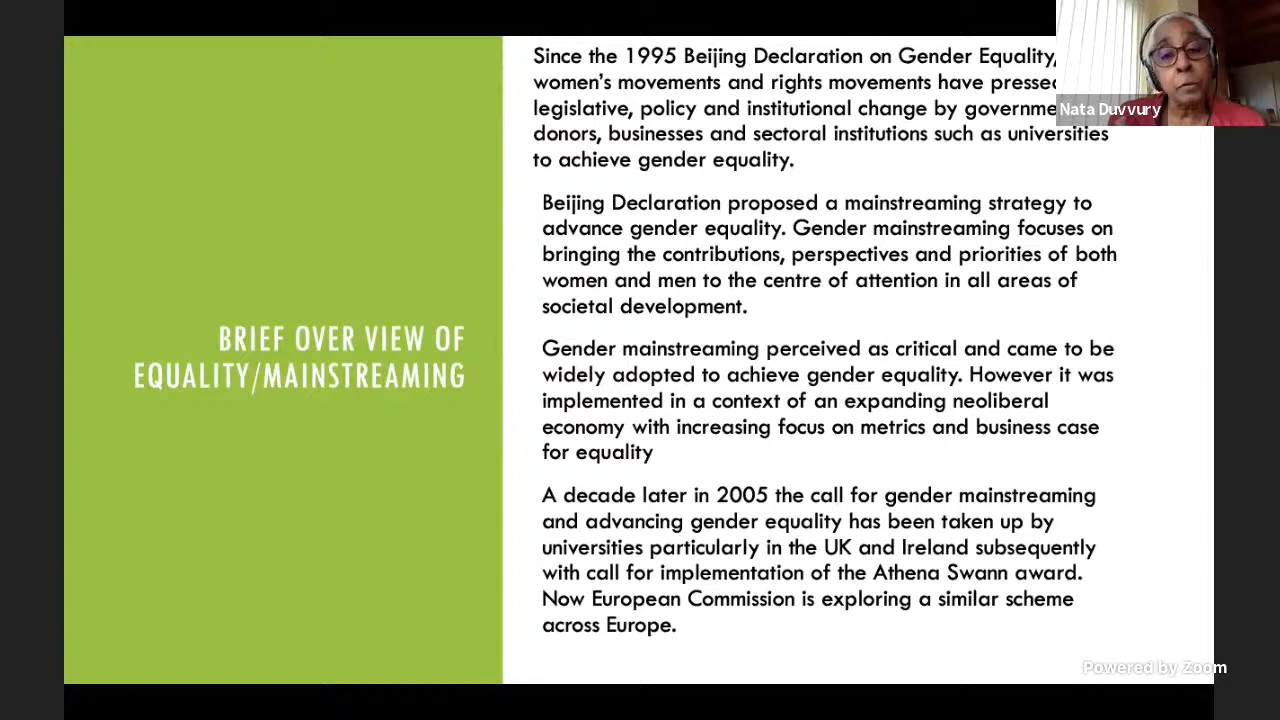 BRIEF OVER VIEW OF
EQUALITY/MAINSTREAMING
Since the 1995 Beijing Declaration on Gender Equality,
women's movements and rights movements have pressed
legislative, policy and institutional change by
donors, businesses and sectoral institutions such as universities
to achieve gender equality.
Beijing Declaration proposed a mainstreaming strategy to
advance gender equality. Gender mainstreaming focuses on
bringing the contributions, perspectives and priorities of both
women and men to the centre of attention in all areas of
societal development.
Gender mainstreaming perceived as critical and came to be
widely adopted to achieve gender equality. However it was
implemented in a context of an expanding neoliberal
economy with increasing focus on metrics and business case
for equality
A decade later in 2005 the call for gender mainstreaming
and advancing gender equality has been taken up by
universities particularly in the UK and Ireland subsequently
with call for implementation of the Athena Swann award.
Now European Commission is exploring a similar scheme
across Europe.
Nata Duvvury
Powered by Zoom